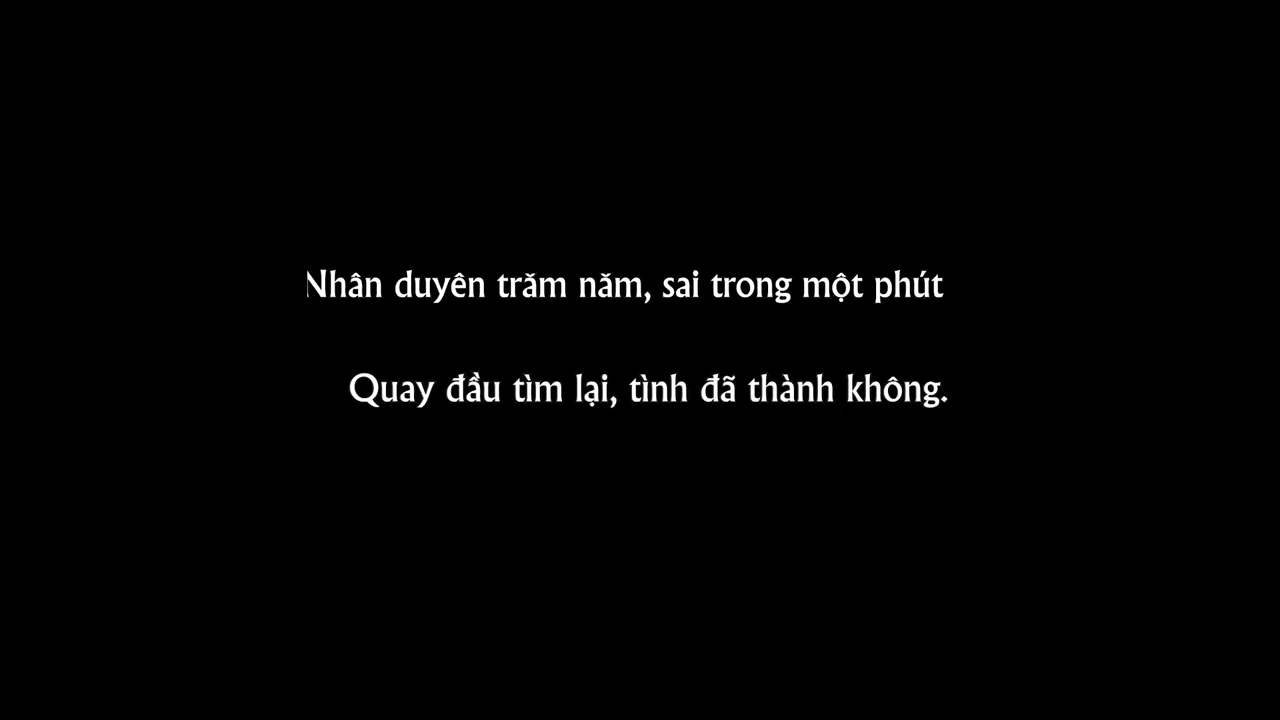 Nhân duyên trăm năm, sai trong một phút
Quay đầu tìm lại, tình đã thành không.